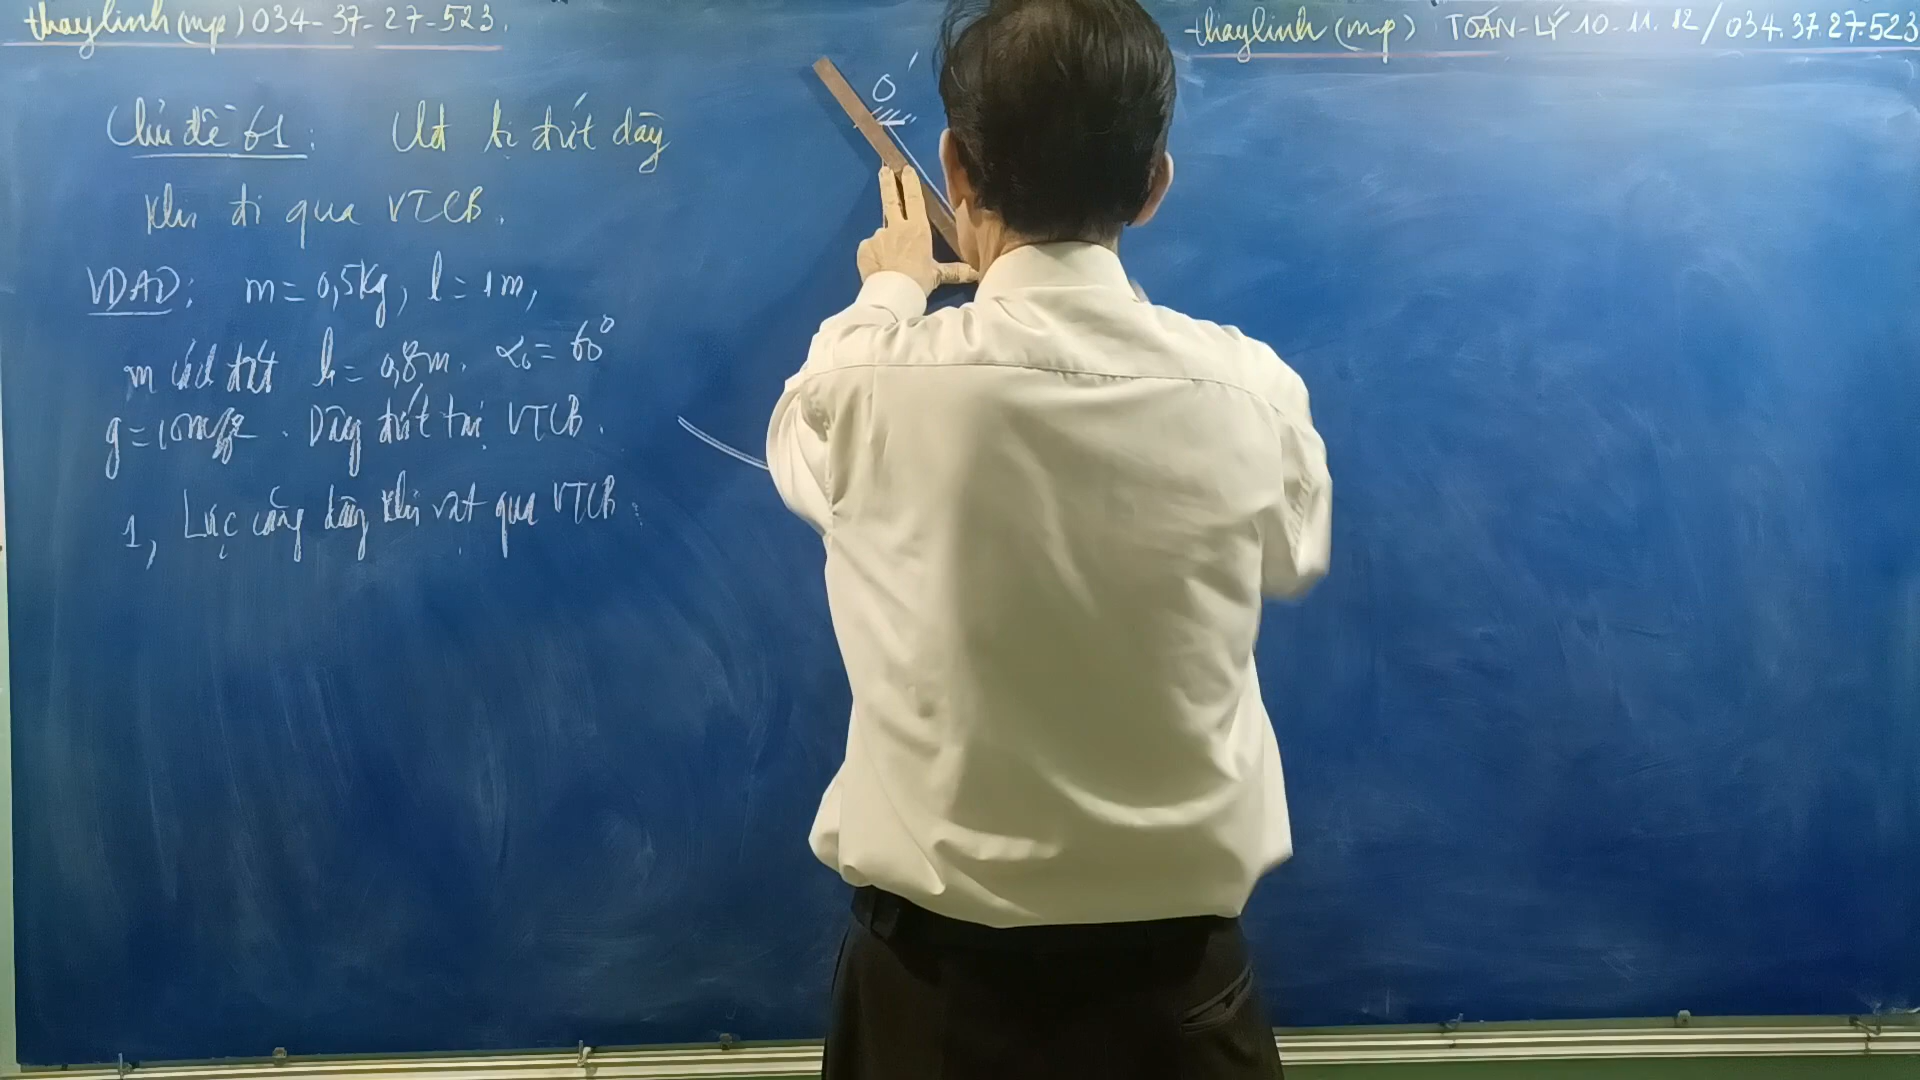 thaylinh (mp) 034-37-27-523.
thaylinh (mp) TOÁN-LÝ 10.11.12 / 034.37.27.523
Chủ đề 61: Vật bị đứt dây
khi đi qua VTCB.
VDAD: m = 0,5kg, l = 1m,
m cách đất h = 0,8m. α₀ = 60⁰
g = 10m/s². Dây đứt tại VTCB.
1, Lực căng dây khi vật qua VTCB.
O'